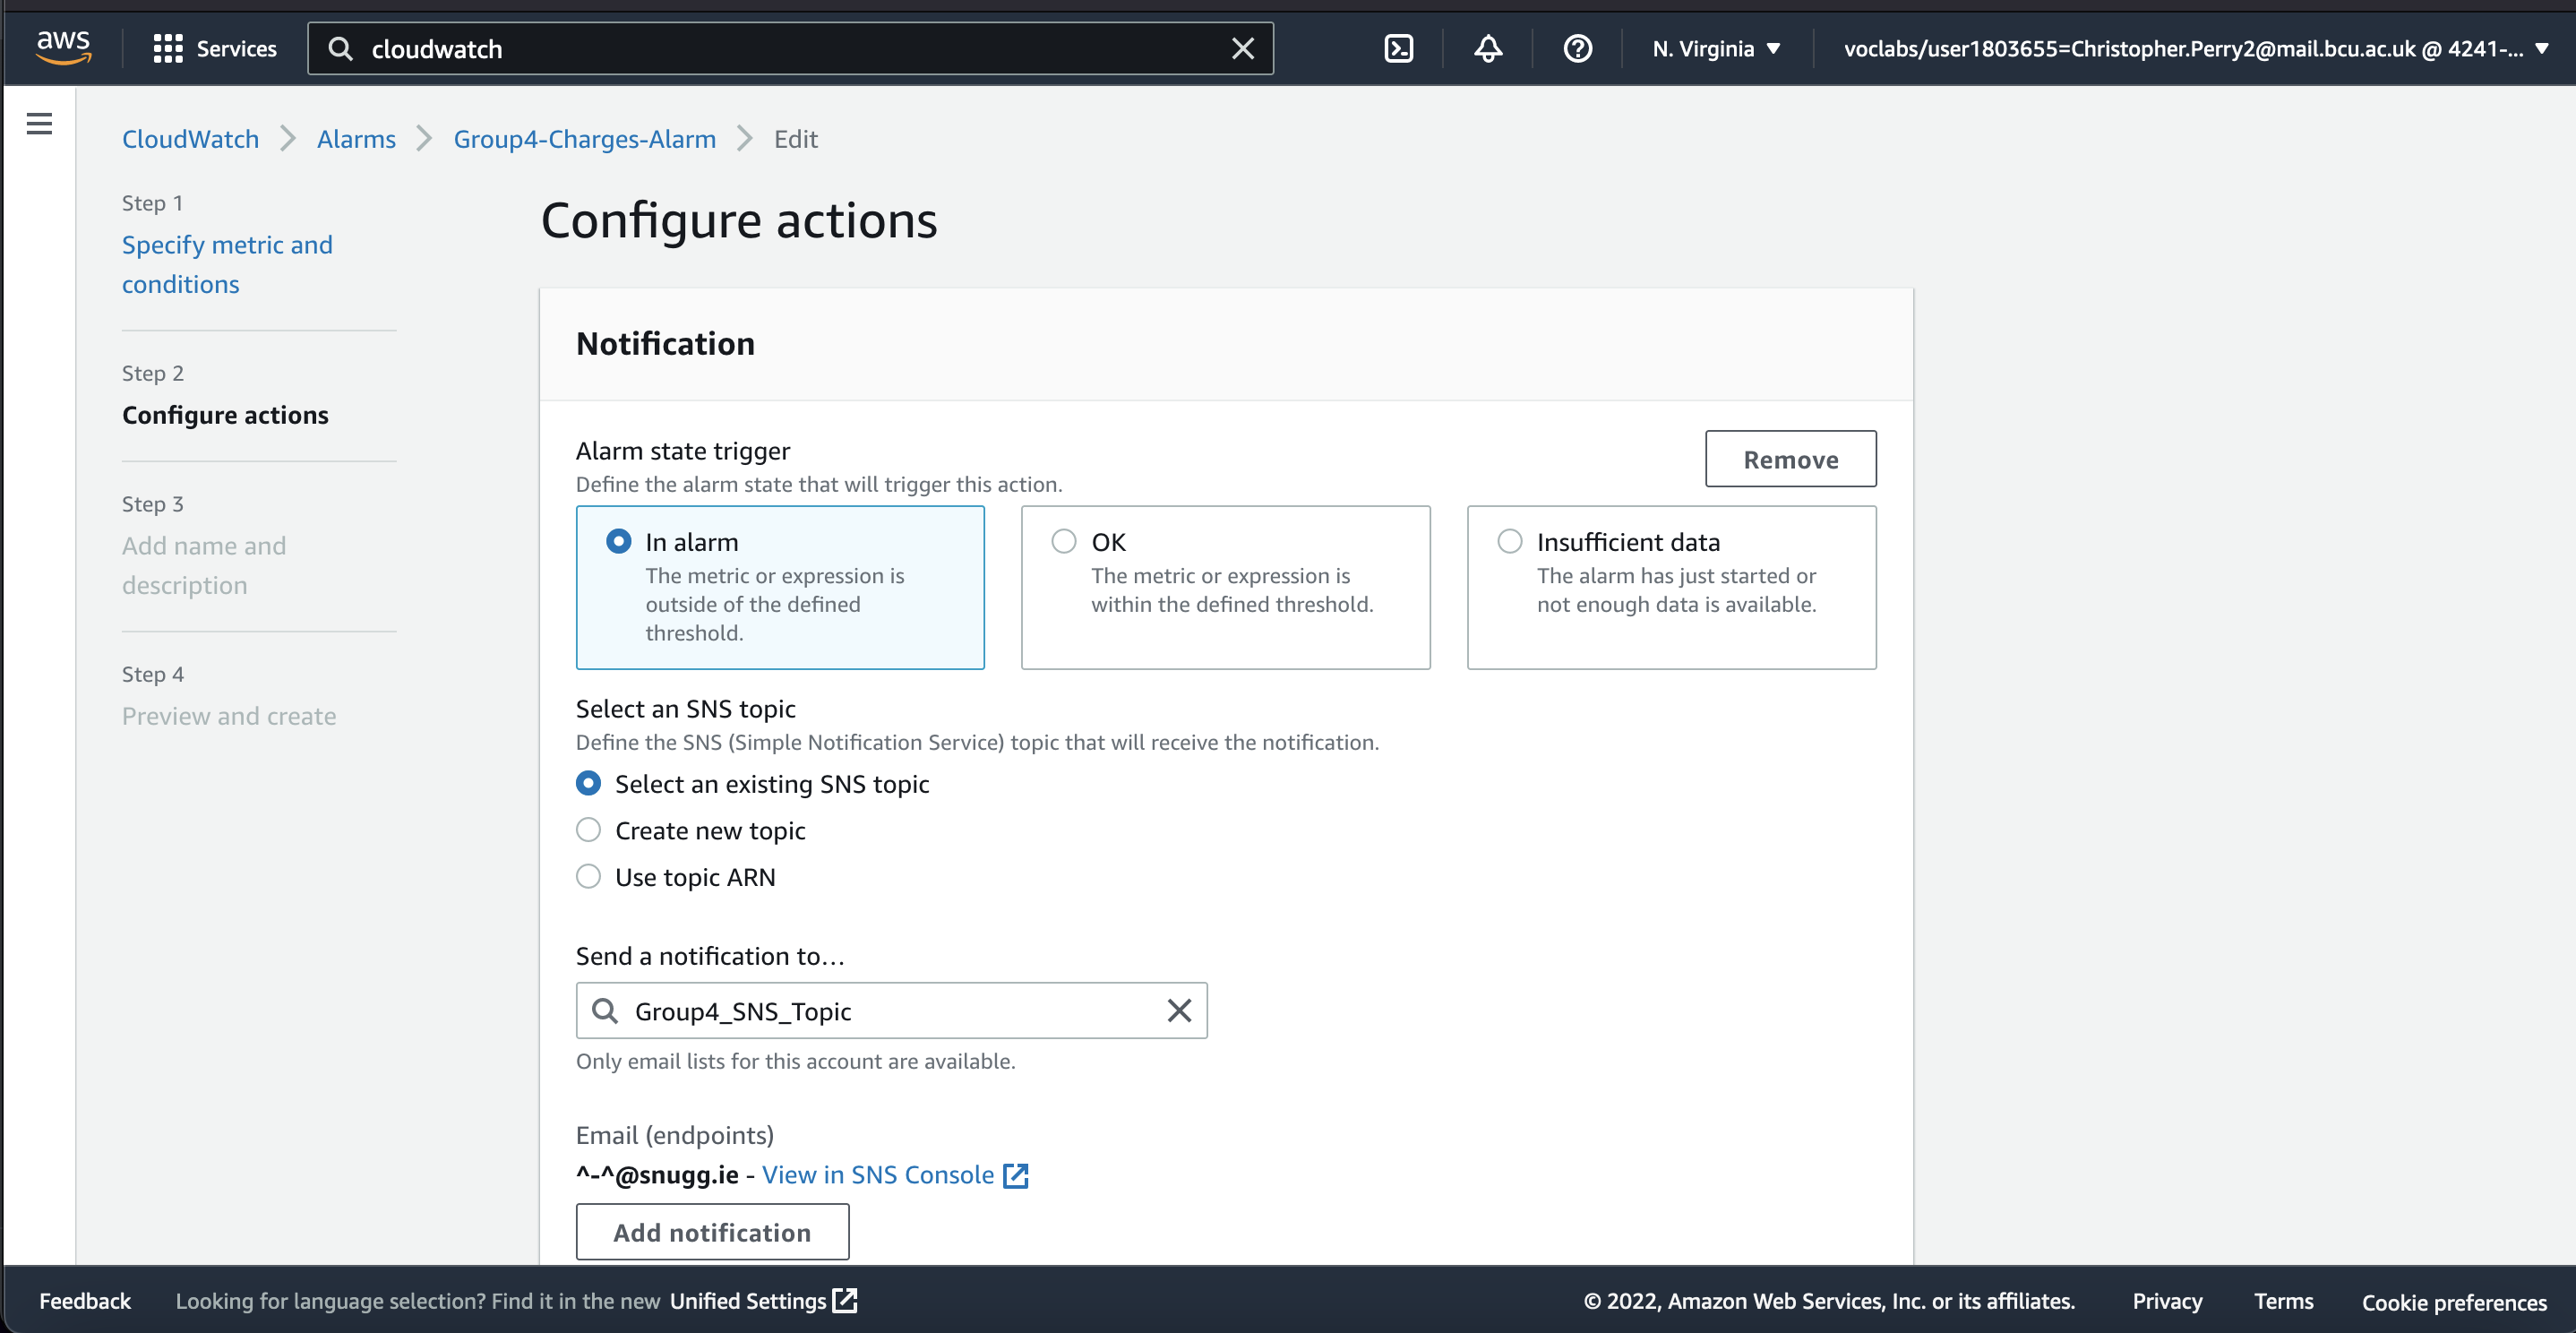 aws
Services
cloudwatch
N. Virginia
voclabs/user1803655=Christopher.Perry2@mail.bcu.ac.uk @ 4241-...
CloudWatch
Alarms
Group4-Charges-Alarm
Edit
Step 1
Specify metric and
conditions
Step 2
Configure actions
Step 3
Add name and
description
Step 4
Preview and create
Configure actions
Notification
Alarm state trigger
Define the alarm state that will trigger this action.
Remove
In alarm
The metric or expression is
outside of the defined
threshold.
OK
The metric or expression is
within the defined threshold.
Insufficient data
The alarm has just started or
not enough data is available.
Select an SNS topic
Define the SNS (Simple Notification Service) topic that will receive the notification.
Select an existing SNS topic
Create new topic
Use topic ARN
Send a notification to…
Group4_SNS_Topic
Only email lists for this account are available.
Email (endpoints)
^-^@snugg.ie - View in SNS Console
Add notification
Feedback
Looking for language selection? Find it in the new Unified Settings
© 2022, Amazon Web Services, Inc. or its affiliates.
Privacy
Terms
Cookie preferences